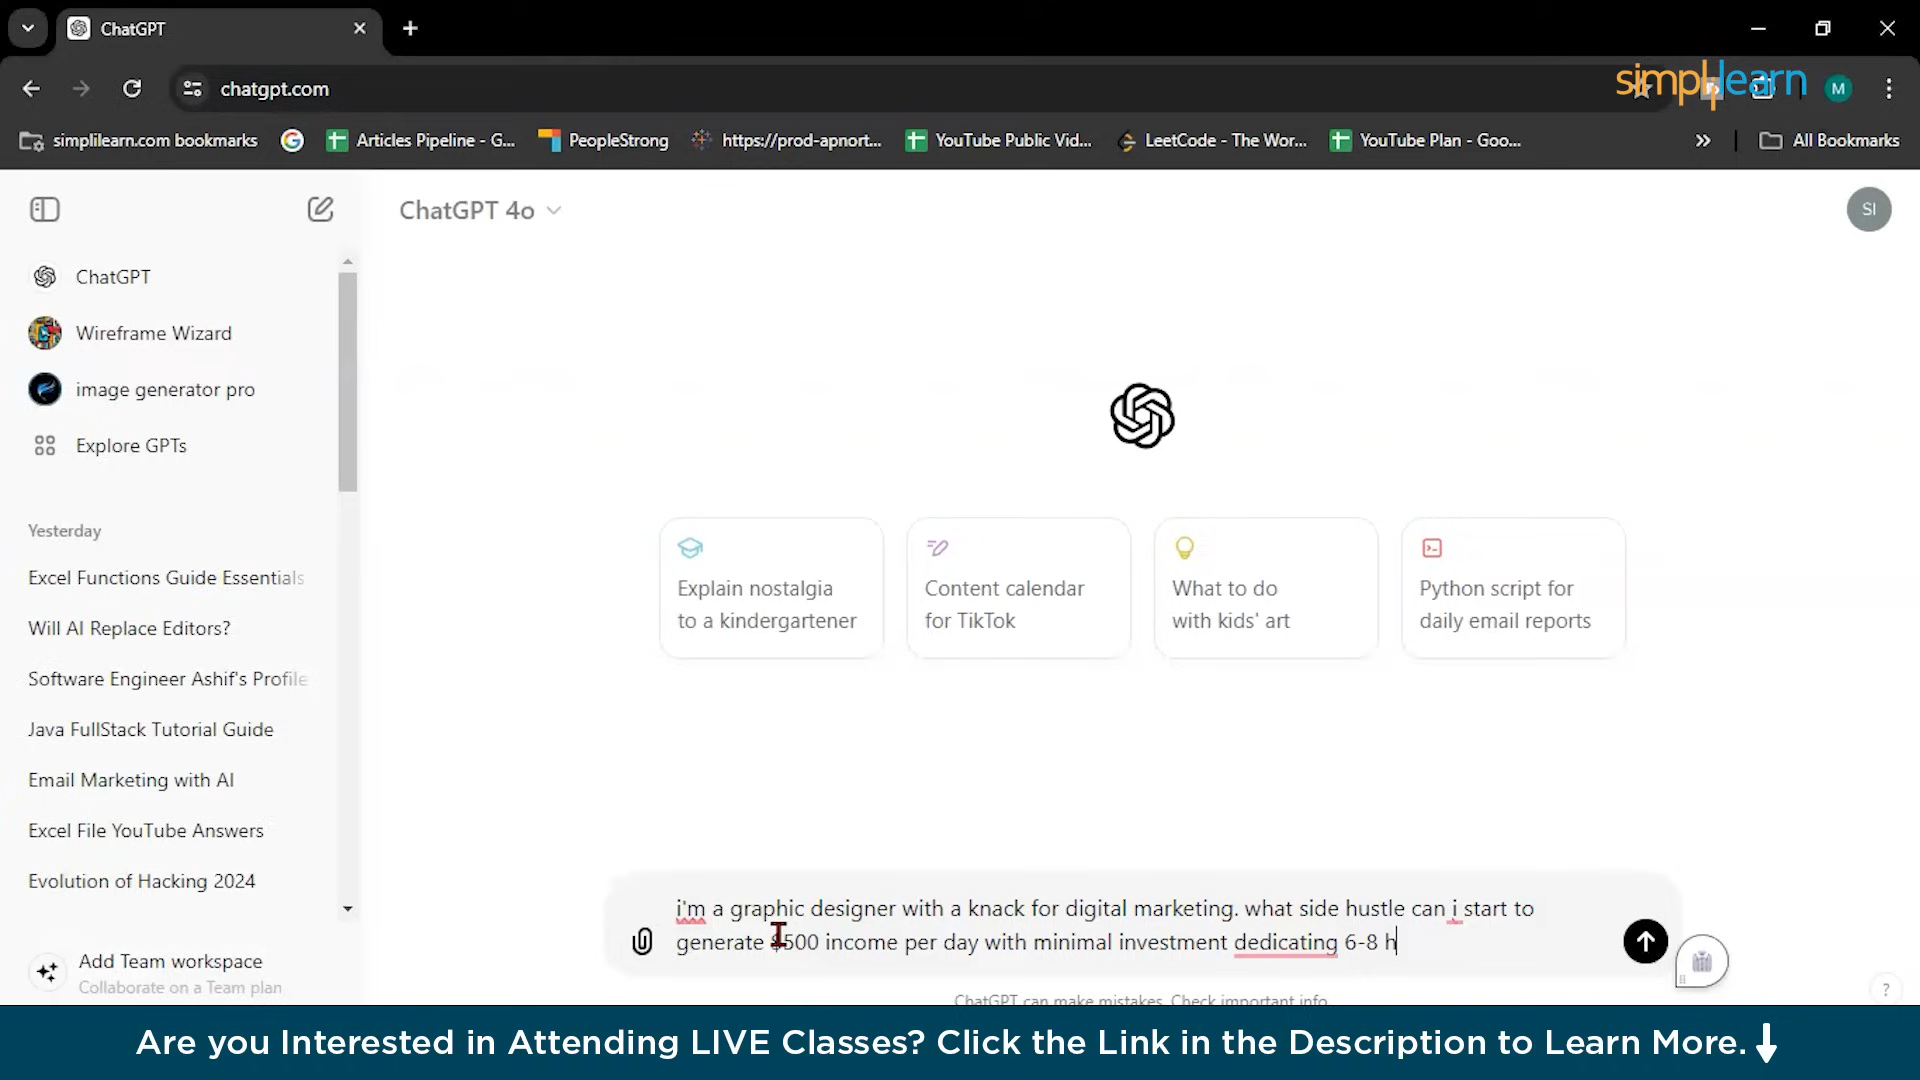 ChatGPT
chatgpt.com
simplilearn
M
simplilearn.com bookmarks
Articles Pipeline - G...
PeopleStrong
https://prod-apnort...
YouTube Public Vid...
LeetCode - The Wor...
YouTube Plan - Goo...
All Bookmarks
ChatGPT 4o
SI
ChatGPT
Wireframe Wizard
image generator pro
Explore GPTs
Yesterday
Excel Functions Guide Essentials
Will AI Replace Editors?
Software Engineer Ashif's Profile
Java FullStack Tutorial Guide
Email Marketing with AI
Excel File YouTube Answers
Evolution of Hacking 2024
Add Team workspace
Collaborate on a Team plan
Explain nostalgia
to a kindergartener
Content calendar
for TikTok
What to do
with kids' art
Python script for
daily email reports
i'm a graphic designer with a knack for digital marketing. what side hustle can i start to
generate $500 income per day with minimal investment dedicating 6-8 h
ChatGPT can make mistakes. Check important info.
?
Are you Interested in Attending LIVE Classes? Click the Link in the Description to Learn More.